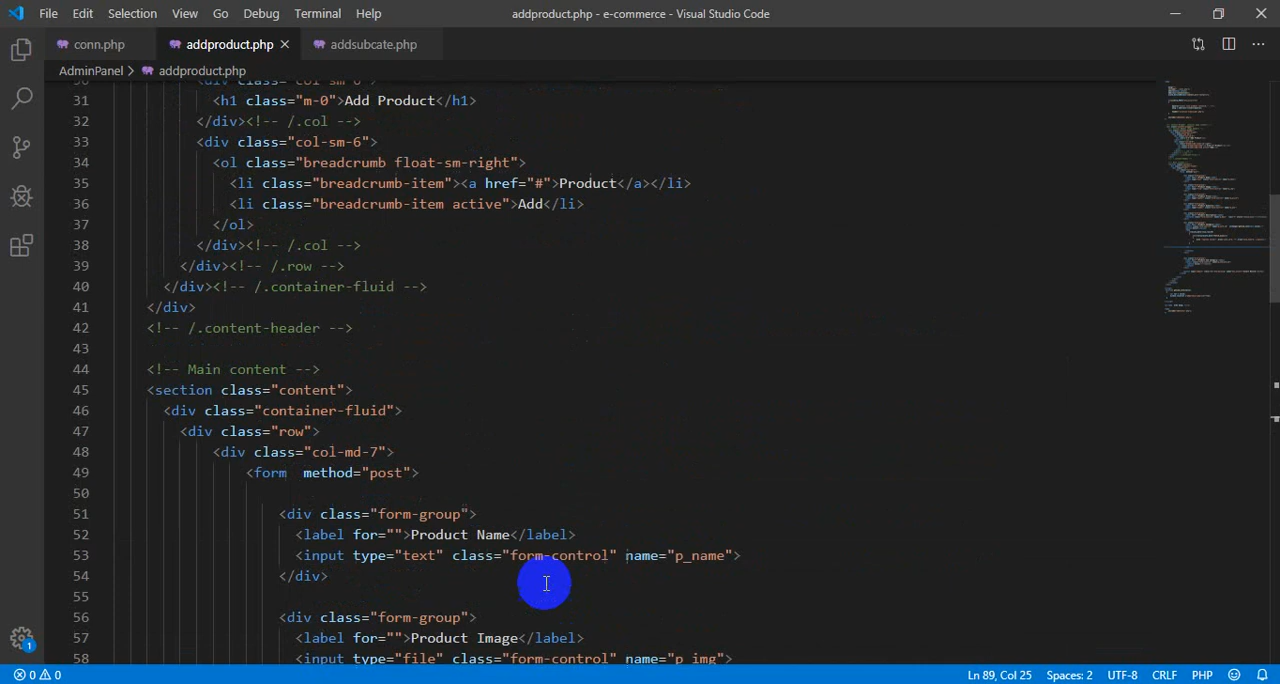 File Edit Selection View Go Debug Terminal Help addproduct.php - e-commerce - Visual Studio Code
conn.php addproduct.php addsubcate.php
AdminPanel > addproduct.php
31 <h1 class="m-0">Add Product</h1>
32 </div><!-- /.col -->
33 <div class="col-sm-6">
34 <ol class="breadcrumb float-sm-right">
35 <li class="breadcrumb-item"><a href="#">Product</a></li>
36 <li class="breadcrumb-item active">Add</li>
37 </ol>
38 </div><!-- /.col -->
39 </div><!-- /.row -->
40 </div><!-- /.container-fluid -->
41 </div>
42 <!-- /.content-header -->
43
44 <!-- Main content -->
45 <section class="content">
46 <div class="container-fluid">
47 <div class="row">
48 <div class="col-md-7">
49 <form  method="post">
50
51 <div class="form-group">
52 <label for="">Product Name</label>
53 <input type="text" class="form-control" name="p_name">
54 </div>
55
56 <div class="form-group">
57 <label for="">Product Image</label>
58 <input type="file" class="form-control" name="p_img">
1
0 0 Ln 89, Col 25 Spaces: 2 UTF-8 CRLF PHP